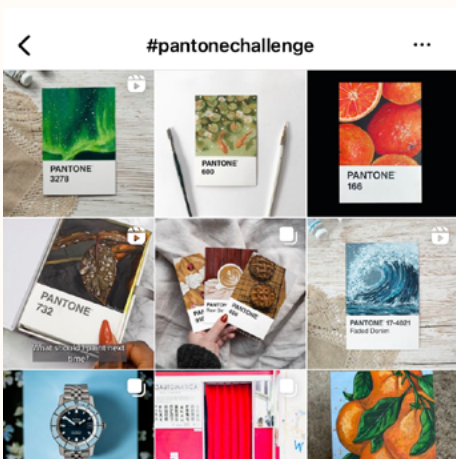 #pantonechallenge
PANTONE
3278
PANTONE
600
PANTONE
166
PANTONE
732
What should I paint next
time?
PANTONE
PANTONE 17-4021
Faded Denim